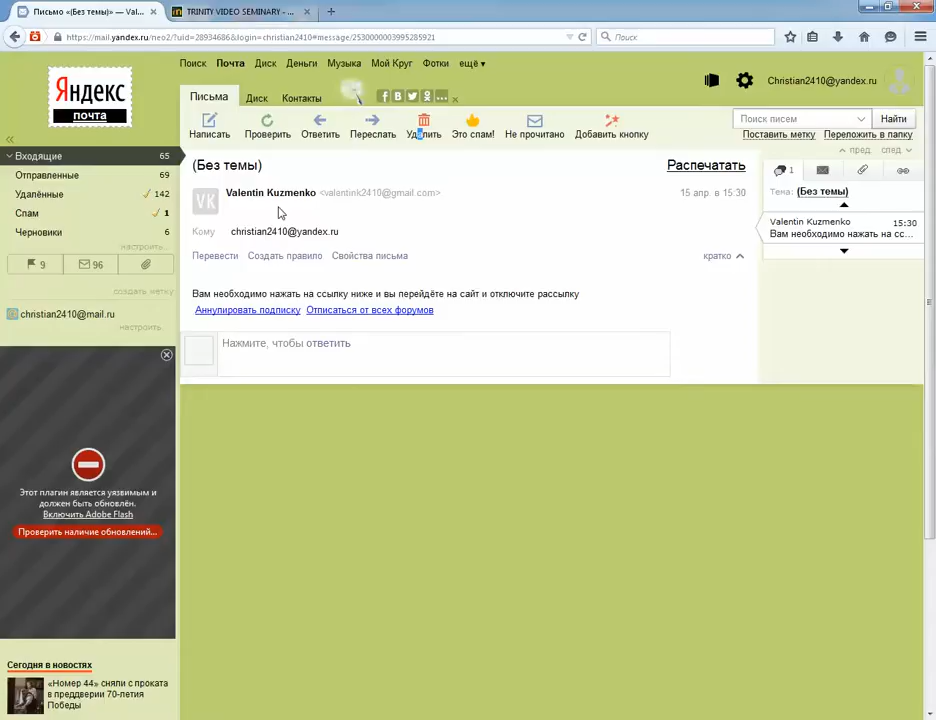 Письмо «(Без темы)» — Val...
TRINITY VIDEO SEMINARY - ...
https://mail.yandex.ru/neo2/?uid=28934686&login=christian2410#message/2530000003995285921
Поиск
Поиск Почта Диск Деньги Музыка Мой Круг Фотки ещё
Christian2410@yandex.ru
Яндекс
почта
Письма Диск Контакты
Написать Проверить Ответить Переслать Удалить Это спам! Не прочитано Добавить кнопку
Поиск писем Найти
Поставить метку Переложить в папку
пред. след.
Входящие 65
Отправленные 69
Удалённые 142
Спам 1
Черновики 6
настроить...
9 96
создать метку
christian2410@mail.ru
настроить
(Без темы) Распечатать
VK
Valentin Kuzmenko <valentink2410@gmail.com> 15 апр. в 15:30
Кому christian2410@yandex.ru
Перевести Создать правило Свойства письма кратко
Вам необходимо нажать на ссылку ниже и вы перейдёте на сайт и отключите рассылку
Аннулировать подписку Отписаться от всех форумов
Нажмите, чтобы ответить
1
Тема: (Без темы)
Valentin Kuzmenko 15:30
Вам необходимо нажать на сс...
Этот плагин является уязвимым и
должен быть обновлён.
Включить Adobe Flash
Проверить наличие обновлений...
Сегодня в новостях
«Номер 44» сняли с проката
в преддверии 70-летия
Победы